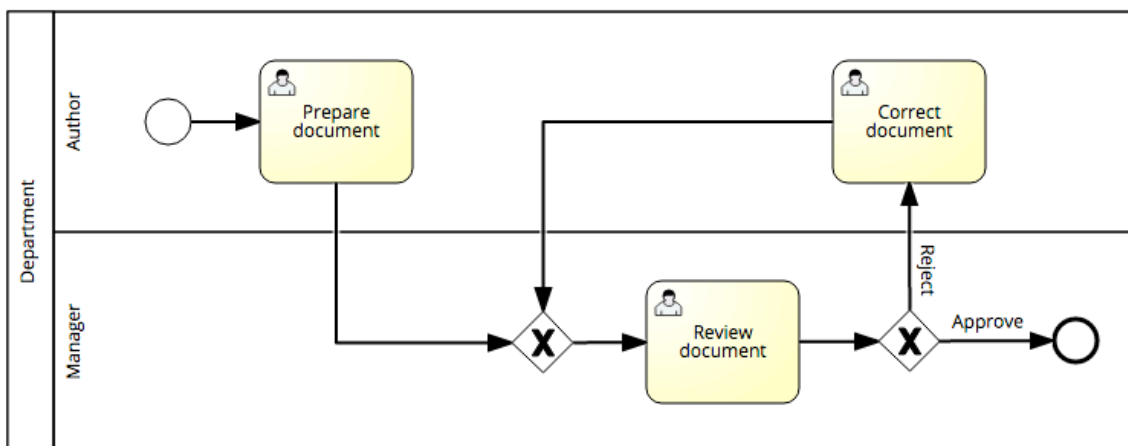 Department
Author
Prepare
document
Correct
document
Manager
Review
document
Reject
Approve